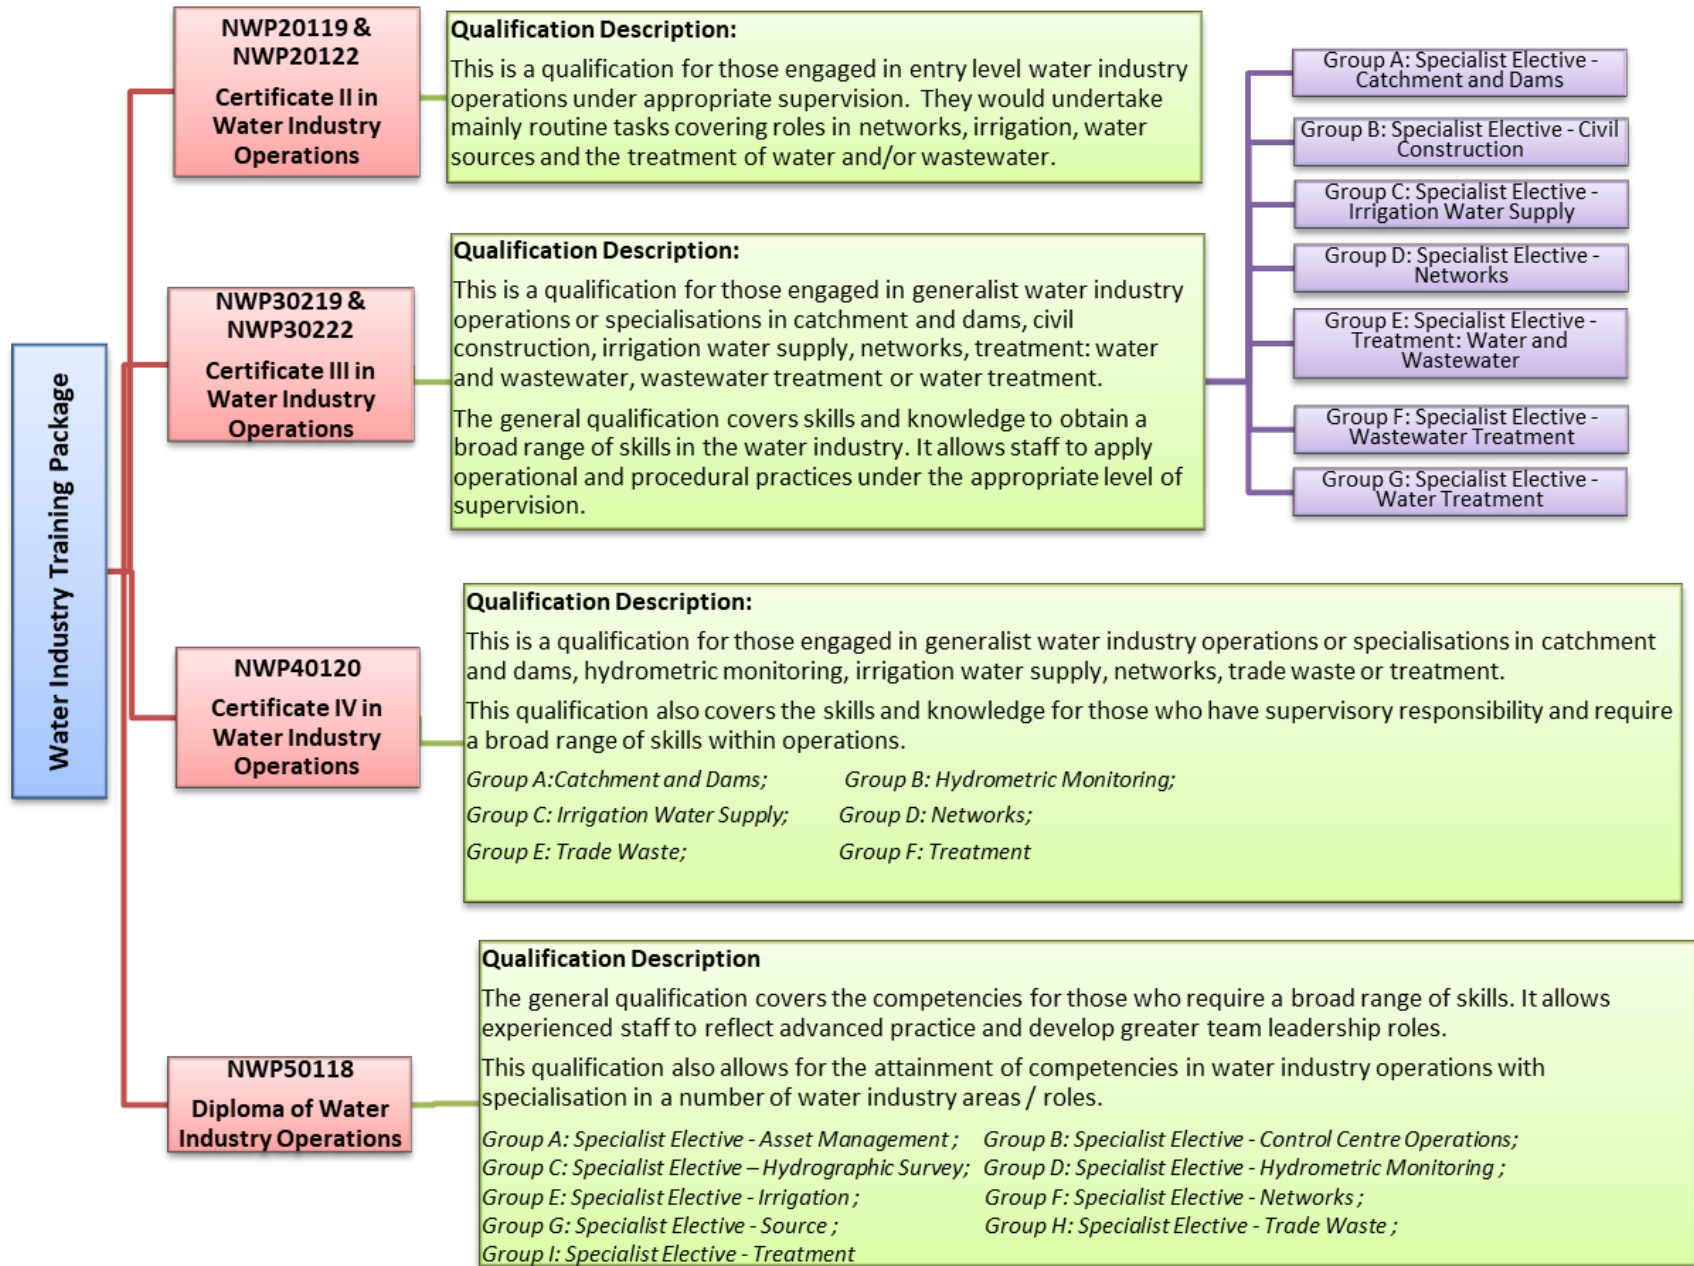 Water Industry Training Package
NWP20119 &
NWP20122
Certificate II in
Water Industry
Operations
Qualification Description:
This is a qualification for those engaged in entry level water industry
operations under appropriate supervision. They would undertake
mainly routine tasks covering roles in networks, irrigation, water
sources and the treatment of water and/or wastewater.
NWP30219 &
NWP30222
Certificate III in
Water Industry
Operations
Qualification Description:
This is a qualification for those engaged in generalist water industry
operations or specialisations in catchment and dams, civil
construction, irrigation water supply, networks, treatment: water
and wastewater, wastewater treatment or water treatment.
The general qualification covers skills and knowledge to obtain a
broad range of skills in the water industry. It allows staff to apply
operational and procedural practices under the appropriate level of
supervision.
Group A: Specialist Elective -
Catchment and Dams
Group B: Specialist Elective - Civil
Construction
Group C: Specialist Elective -
Irrigation Water Supply
Group D: Specialist Elective -
Networks
Group E: Specialist Elective -
Treatment: Water and
Wastewater
Group F: Specialist Elective -
Wastewater Treatment
Group G: Specialist Elective -
Water Treatment
NWP40120
Certificate IV in
Water Industry
Operations
Qualification Description:
This is a qualification for those engaged in generalist water industry operations or specialisations in catchment
and dams, hydrometric monitoring, irrigation water supply, networks, trade waste or treatment.
This qualification also covers the skills and knowledge for those who have supervisory responsibility and require
a broad range of skills within operations.
Group A:Catchment and Dams; Group B: Hydrometric Monitoring;
Group C: Irrigation Water Supply; Group D: Networks;
Group E: Trade Waste; Group F: Treatment
NWP50118
Diploma of Water
Industry Operations
Qualification Description
The general qualification covers the competencies for those who require a broad range of skills. It allows
experienced staff to reflect advanced practice and develop greater team leadership roles.
This qualification also allows for the attainment of competencies in water industry operations with
specialisation in a number of water industry areas / roles.
Group A: Specialist Elective - Asset Management ; Group B: Specialist Elective - Control Centre Operations;
Group C: Specialist Elective – Hydrographic Survey; Group D: Specialist Elective - Hydrometric Monitoring ;
Group E: Specialist Elective - Irrigation ; Group F: Specialist Elective - Networks ;
Group G: Specialist Elective - Source ; Group H: Specialist Elective - Trade Waste ;
Group I: Specialist Elective - Treatment